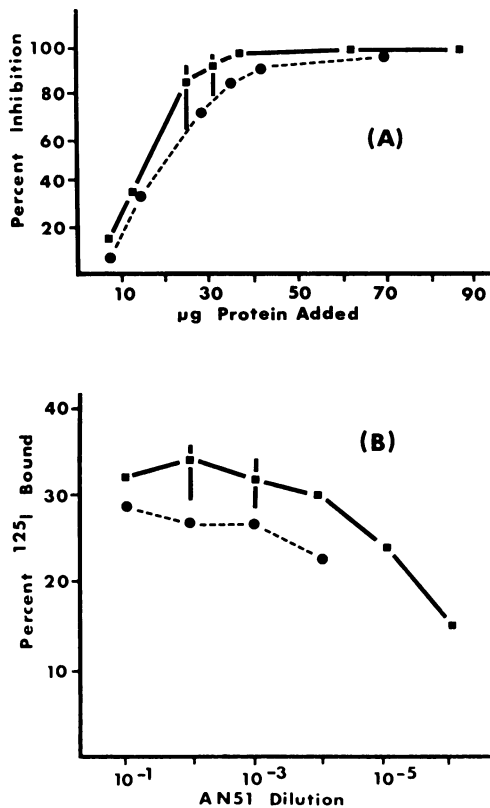 100
80
60
40
20
Percent Inhibition
(A)
10 30 50 70 90
µg Protein Added
40
30
20
10
Percent 125I Bound
(B)
10−1 10−3 10−5
AN51 Dilution